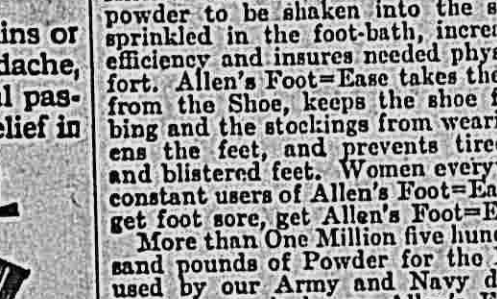 ins or
dache,
l pas-
elief in
powder to be shaken into the s
sprinkled in the foot-bath, increa
efficiency and insures needed phys
fort. Allen's Foot=Ease takes th
from the Shoe, keeps the shoe
bing and the stockings from weari
ens the feet, and prevents tire
and blistered feet. Women every
constant users of Allen's Foot=Ea
get foot sore, get Allen's Foot=E
More than One Million five hun
sand pounds of Powder for the
used by our Army and Navy d